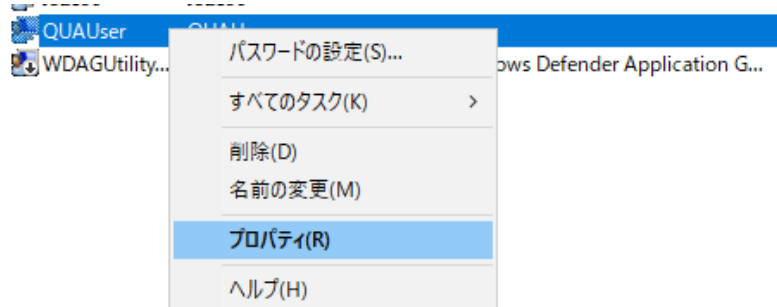 QUAUser
パスワードの設定(S)...
WDAGUtility... ows Defender Application G...
すべてのタスク(K)
削除(D)
名前の変更(M)
プロパティ(R)
ヘルプ(H)